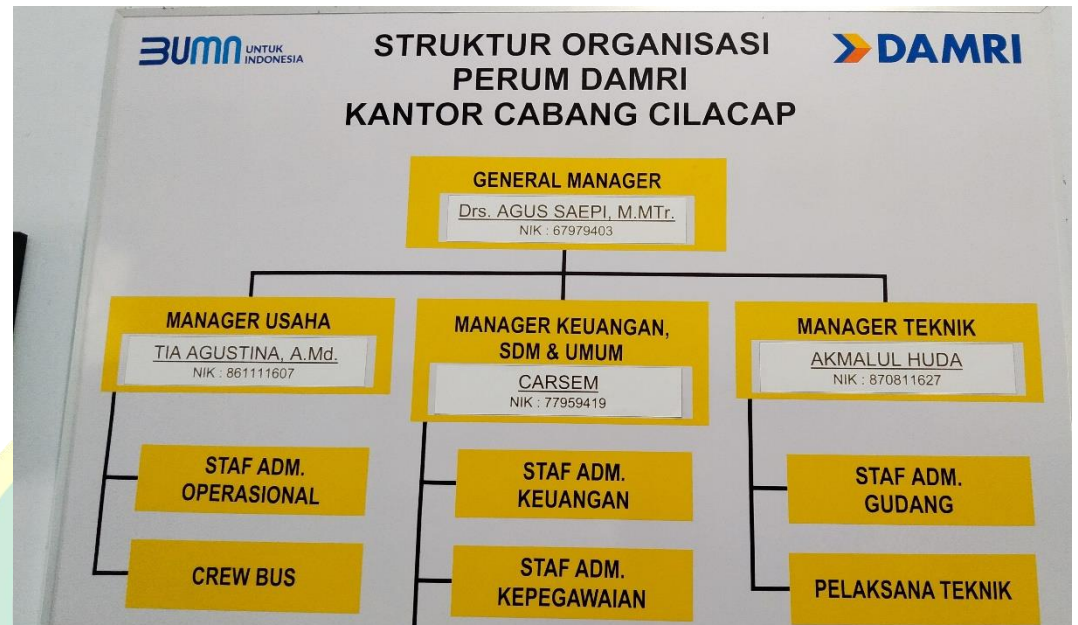 BUMN UNTUK
INDONESIA
STRUKTUR ORGANISASI
PERUM DAMRI
KANTOR CABANG CILACAP
DAMRI
GENERAL MANAGER
Drs. AGUS SAEPI, M.MTr.
NIK : 67979403
MANAGER USAHA
TIA AGUSTINA, A.Md.
NIK : 861111607
MANAGER KEUANGAN,
SDM & UMUM
CARSEM
NIK : 77959419
MANAGER TEKNIK
AKMALUL HUDA
NIK : 870811627
STAF ADM.
OPERASIONAL
STAF ADM.
KEUANGAN
STAF ADM.
GUDANG
CREW BUS
STAF ADM.
KEPEGAWAIAN
PELAKSANA TEKNIK